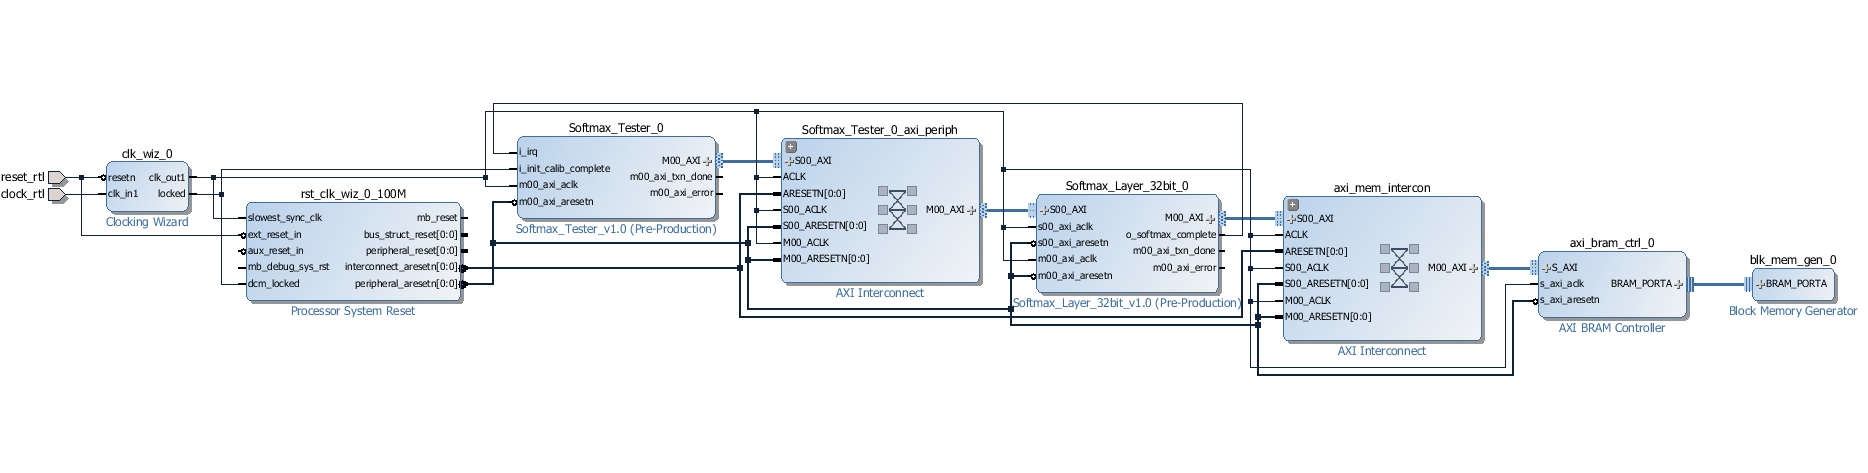 reset_rtl
clock_rtl
clk_wiz_0
resetn
clk_in1
clk_out1
locked
Clocking Wizard
rst_clk_wiz_0_100M
slowest_sync_clk
ext_reset_in
aux_reset_in
mb_debug_sys_rst
dcm_locked
mb_reset
bus_struct_reset[0:0]
peripheral_reset[0:0]
interconnect_aresetn[0:0]
peripheral_aresetn[0:0]
Processor System Reset
Softmax_Tester_0
i_irq
i_init_calib_complete
m00_axi_aclk
m00_axi_aresetn
M00_AXI
m00_axi_txn_done
m00_axi_error
Softmax_Tester_v1.0 (Pre-Production)
Softmax_Tester_0_axi_periph
S00_AXI
ACLK
ARESETN[0:0]
S00_ACLK
S00_ARESETN[0:0]
M00_ACLK
M00_ARESETN[0:0]
M00_AXI
AXI Interconnect
Softmax_Layer_32bit_0
S00_AXI
s00_axi_aclk
s00_axi_aresetn
m00_axi_aclk
m00_axi_aresetn
M00_AXI
o_softmax_complete
m00_axi_txn_done
m00_axi_error
Softmax_Layer_32bit_v1.0 (Pre-Production)
axi_mem_intercon
S00_AXI
ACLK
ARESETN[0:0]
S00_ACLK
S00_ARESETN[0:0]
M00_ACLK
M00_ARESETN[0:0]
M00_AXI
AXI Interconnect
axi_bram_ctrl_0
S_AXI
s_axi_aclk
s_axi_aresetn
BRAM_PORTA
AXI BRAM Controller
blk_mem_gen_0
BRAM_PORTA
Block Memory Generator